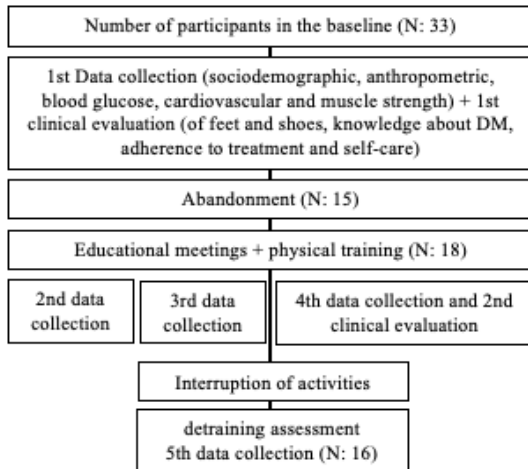 Number of participants in the baseline (N: 33)
1st Data collection (sociodemographic, anthropometric,
blood glucose, cardiovascular and muscle strength) + 1st
clinical evaluation (of feet and shoes, knowledge about DM,
adherence to treatment and self-care)
Abandonment (N: 15)
Educational meetings + physical training (N: 18)
2nd data
collection
3rd data
collection
4th data collection and 2nd
clinical evaluation
Interruption of activities
detraining assessment
5th data collection (N: 16)